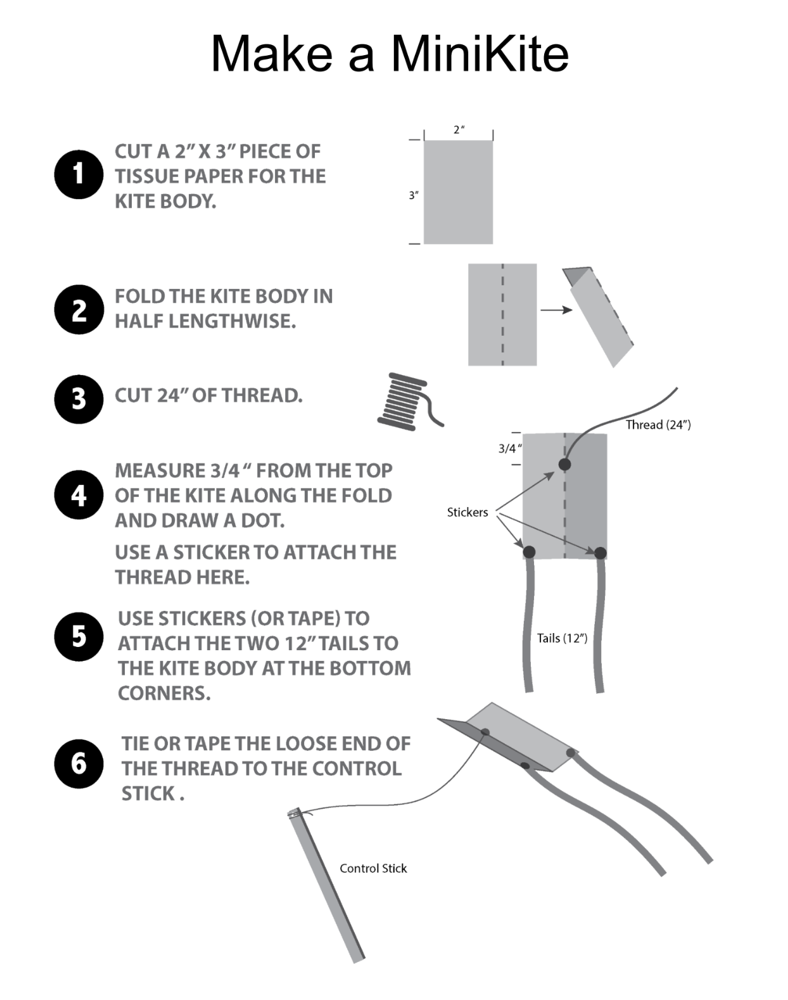 Make a MiniKite
2"
1
CUT A 2" X 3" PIECE OF
TISSUE PAPER FOR THE
KITE BODY.
3"
2
FOLD THE KITE BODY IN
HALF LENGTHWISE.
3
CUT 24" OF THREAD.
Thread (24")
3/4 "
4
MEASURE 3/4 " FROM THE TOP
OF THE KITE ALONG THE FOLD
AND DRAW A DOT.
USE A STICKER TO ATTACH THE
THREAD HERE.
Stickers
5
USE STICKERS (OR TAPE) TO
ATTACH THE TWO 12" TAILS TO
THE KITE BODY AT THE BOTTOM
CORNERS.
Tails (12")
6
TIE OR TAPE THE LOOSE END OF
THE THREAD TO THE CONTROL
STICK .
Control Stick